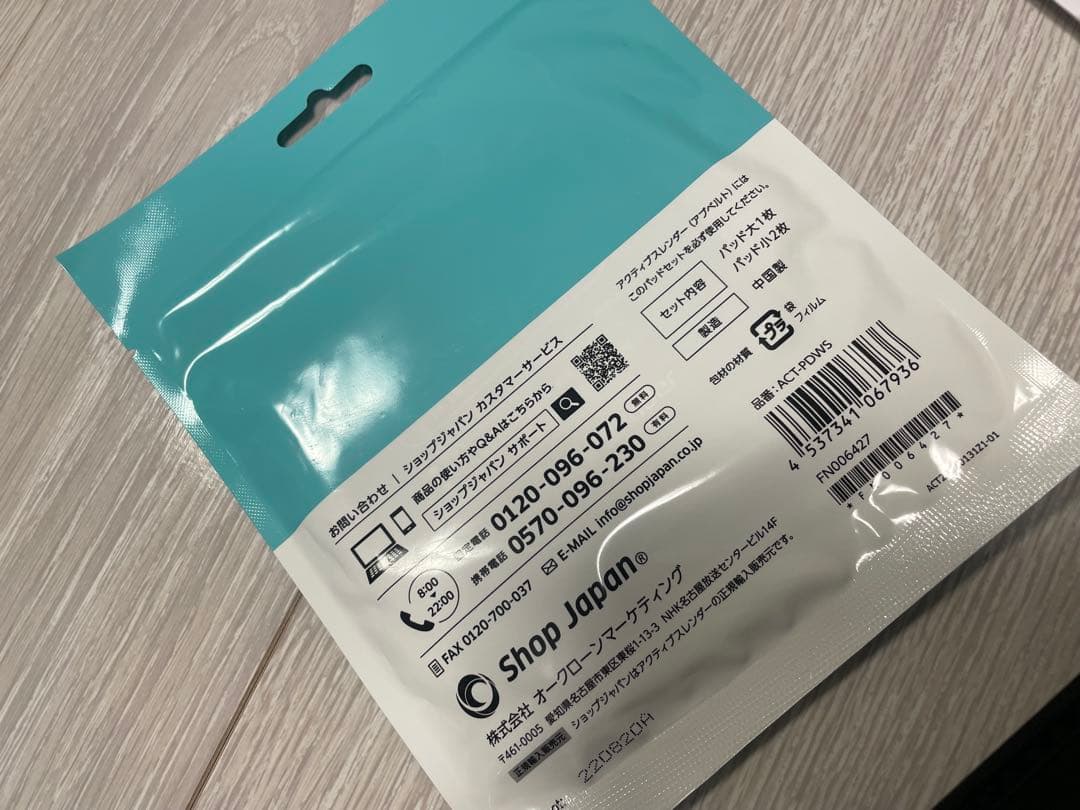 アクティブスレンダー(アブベルト)には
このパッドセットを必ず使用してください。
セット内容
パッド大1枚
パッド小2枚
製造
中国製
包材の材質
プラ
袋
フィルム
品番:ACT-PDWS
4 537341 067936
FN006427
お問い合わせ | ショップジャパン カスタマーサービス
商品の使い方やQ&Aはこちらから
ショップジャパン サポート
8:00
22:00
固定電話 0120-096-072 無料
携帯電話 0570-096-230 有料
FAX 0120-700-037
E-MAIL info@shopjapan.co.jp
Shop Japan®
株式会社 オークローンマーケティング
〒461-0005 愛知県名古屋市東区東桜1-13-3 NHK名古屋放送センタービル14F
正規輸入販売元 ショップジャパンはアクティブスレンダーの正規輸入販売元です。
220820A